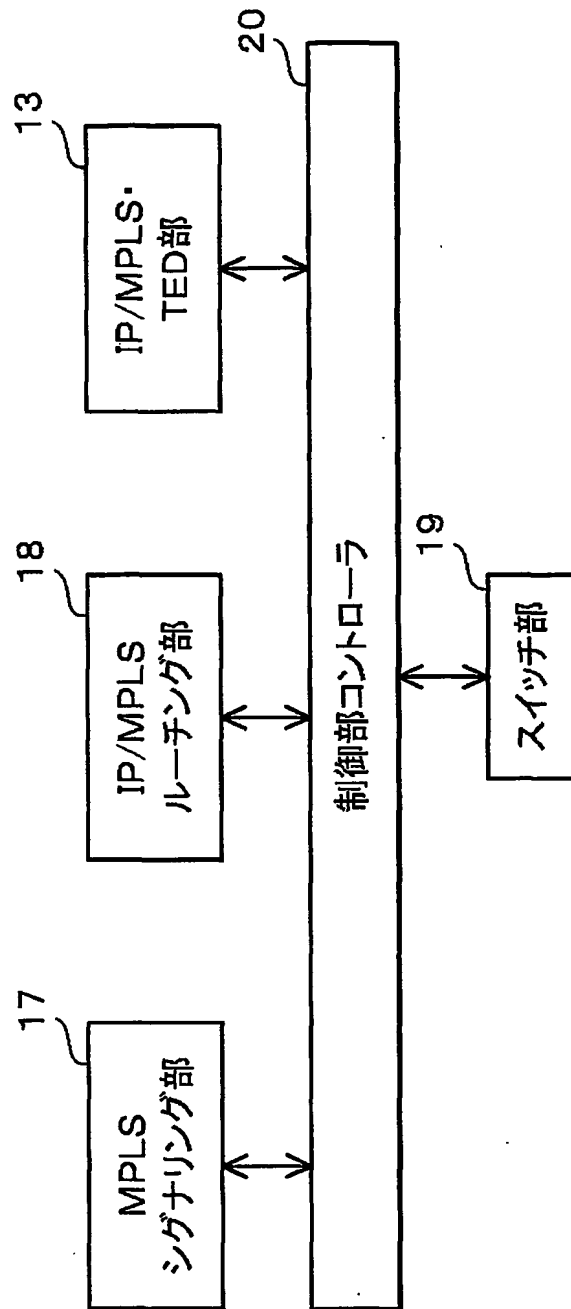 17
MPLS
シグナリング部
18
IP/MPLS
ルーチング部
13
IP/MPLS・
TED部
20
制御部コントローラ
19
スイッチ部